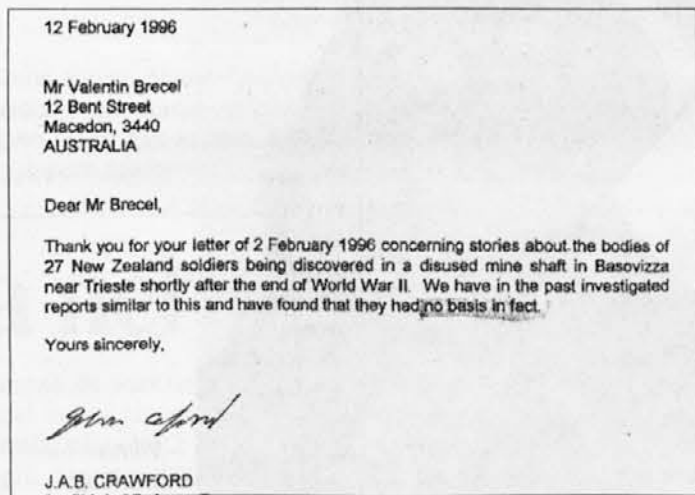 12 February 1996
Mr Valentin Brecel
12 Bent Street
Macedon, 3440
AUSTRALIA
Dear Mr Brecel,
Thank you for your letter of 2 February 1996 concerning stories about the bodies of
27 New Zealand soldiers being discovered in a disused mine shaft in Basovizza
near Trieste shortly after the end of World War II. We have in the past investigated
reports similar to this and have found that they had no basis in fact.
Yours sincerely,
J.A.B. CRAWFORD